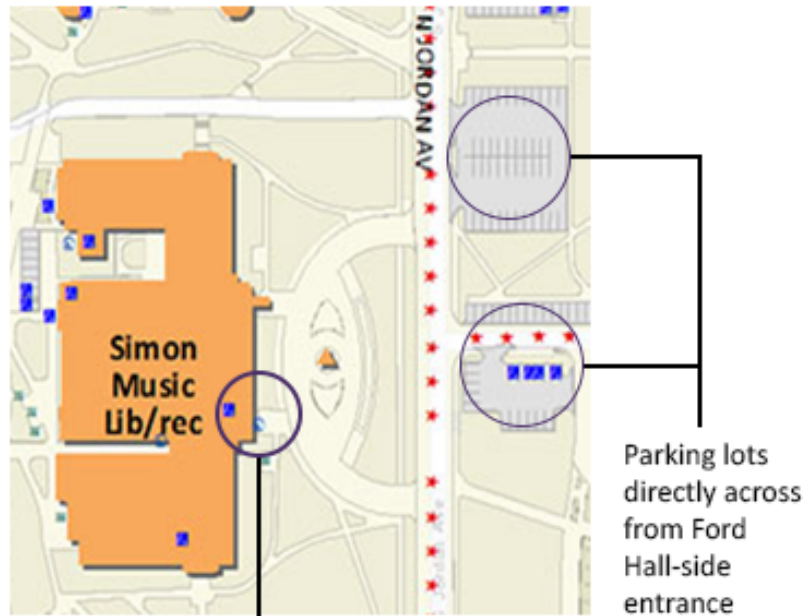 N JORDAN AV
Simon
Music
Lib/rec
Parking lots
directly across
from Ford
Hall-side
entrance